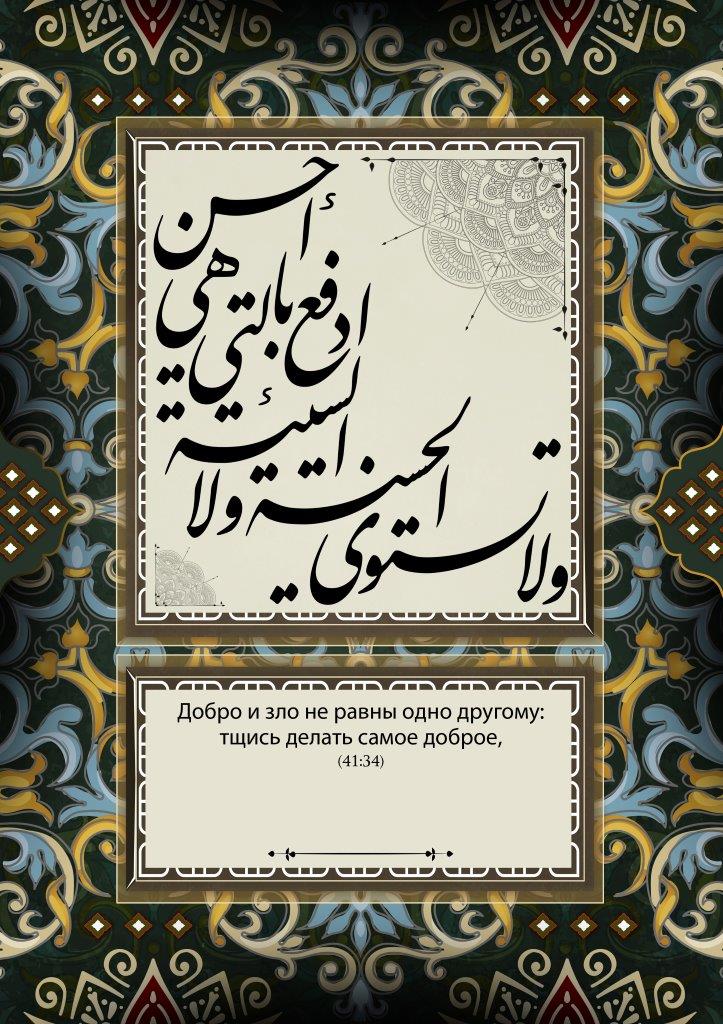 ولا تستوي الحسنة ولا
السيئة
ادفع بالتي هي
أحسن
Добро и зло не равны одно другому:
тщись делать самое доброе,
(41:34)